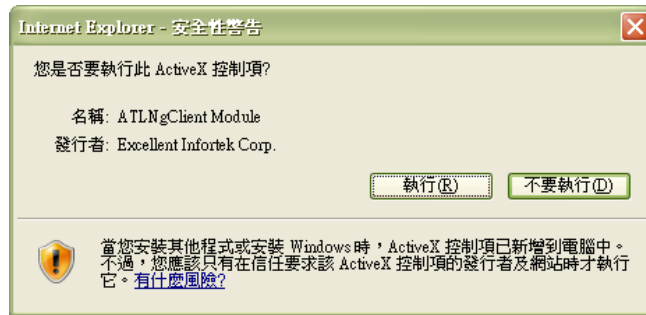 Internet Explorer - 安全性警告
您是否要執行此 ActiveX 控制項?
名稱: ATLNgClient Module
發行者: Excellent Infortek Corp.
執行(R) 不要執行(D)
當您安裝其他程式或安裝 Windows 時，ActiveX 控制項已新增到電腦中。
不過，您應該只有在信任要求該 ActiveX 控制項的發行者及網站時才執行
它。有什麼風險?